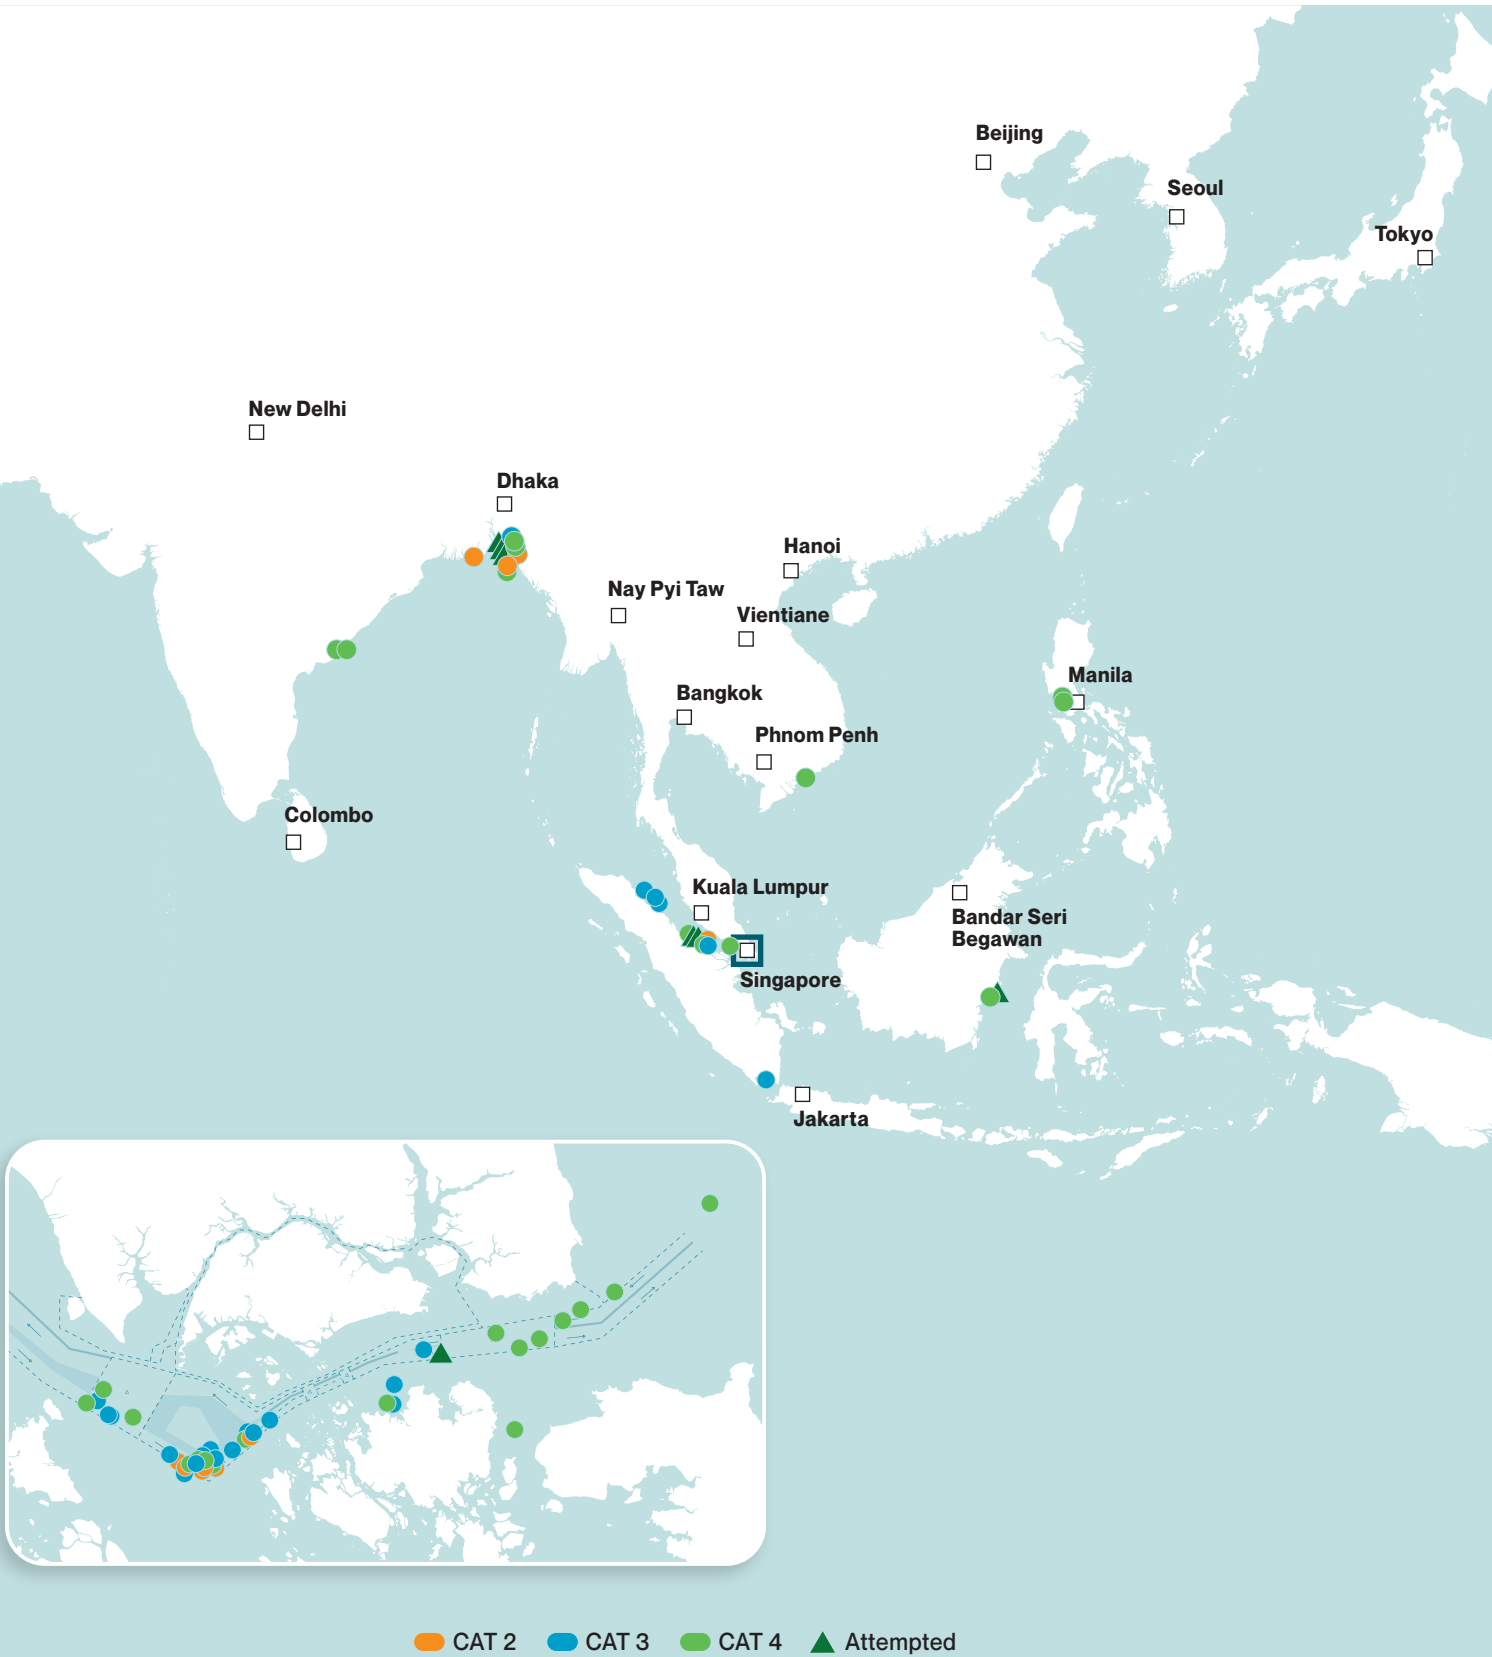 Beijing
Seoul
Tokyo
New Delhi
Dhaka
Hanoi
Nay Pyi Taw
Vientiane
Manila
Bangkok
Phnom Penh
Colombo
Kuala Lumpur
Bandar Seri
Begawan
Singapore
Jakarta
CAT 2
CAT 3
CAT 4
Attempted